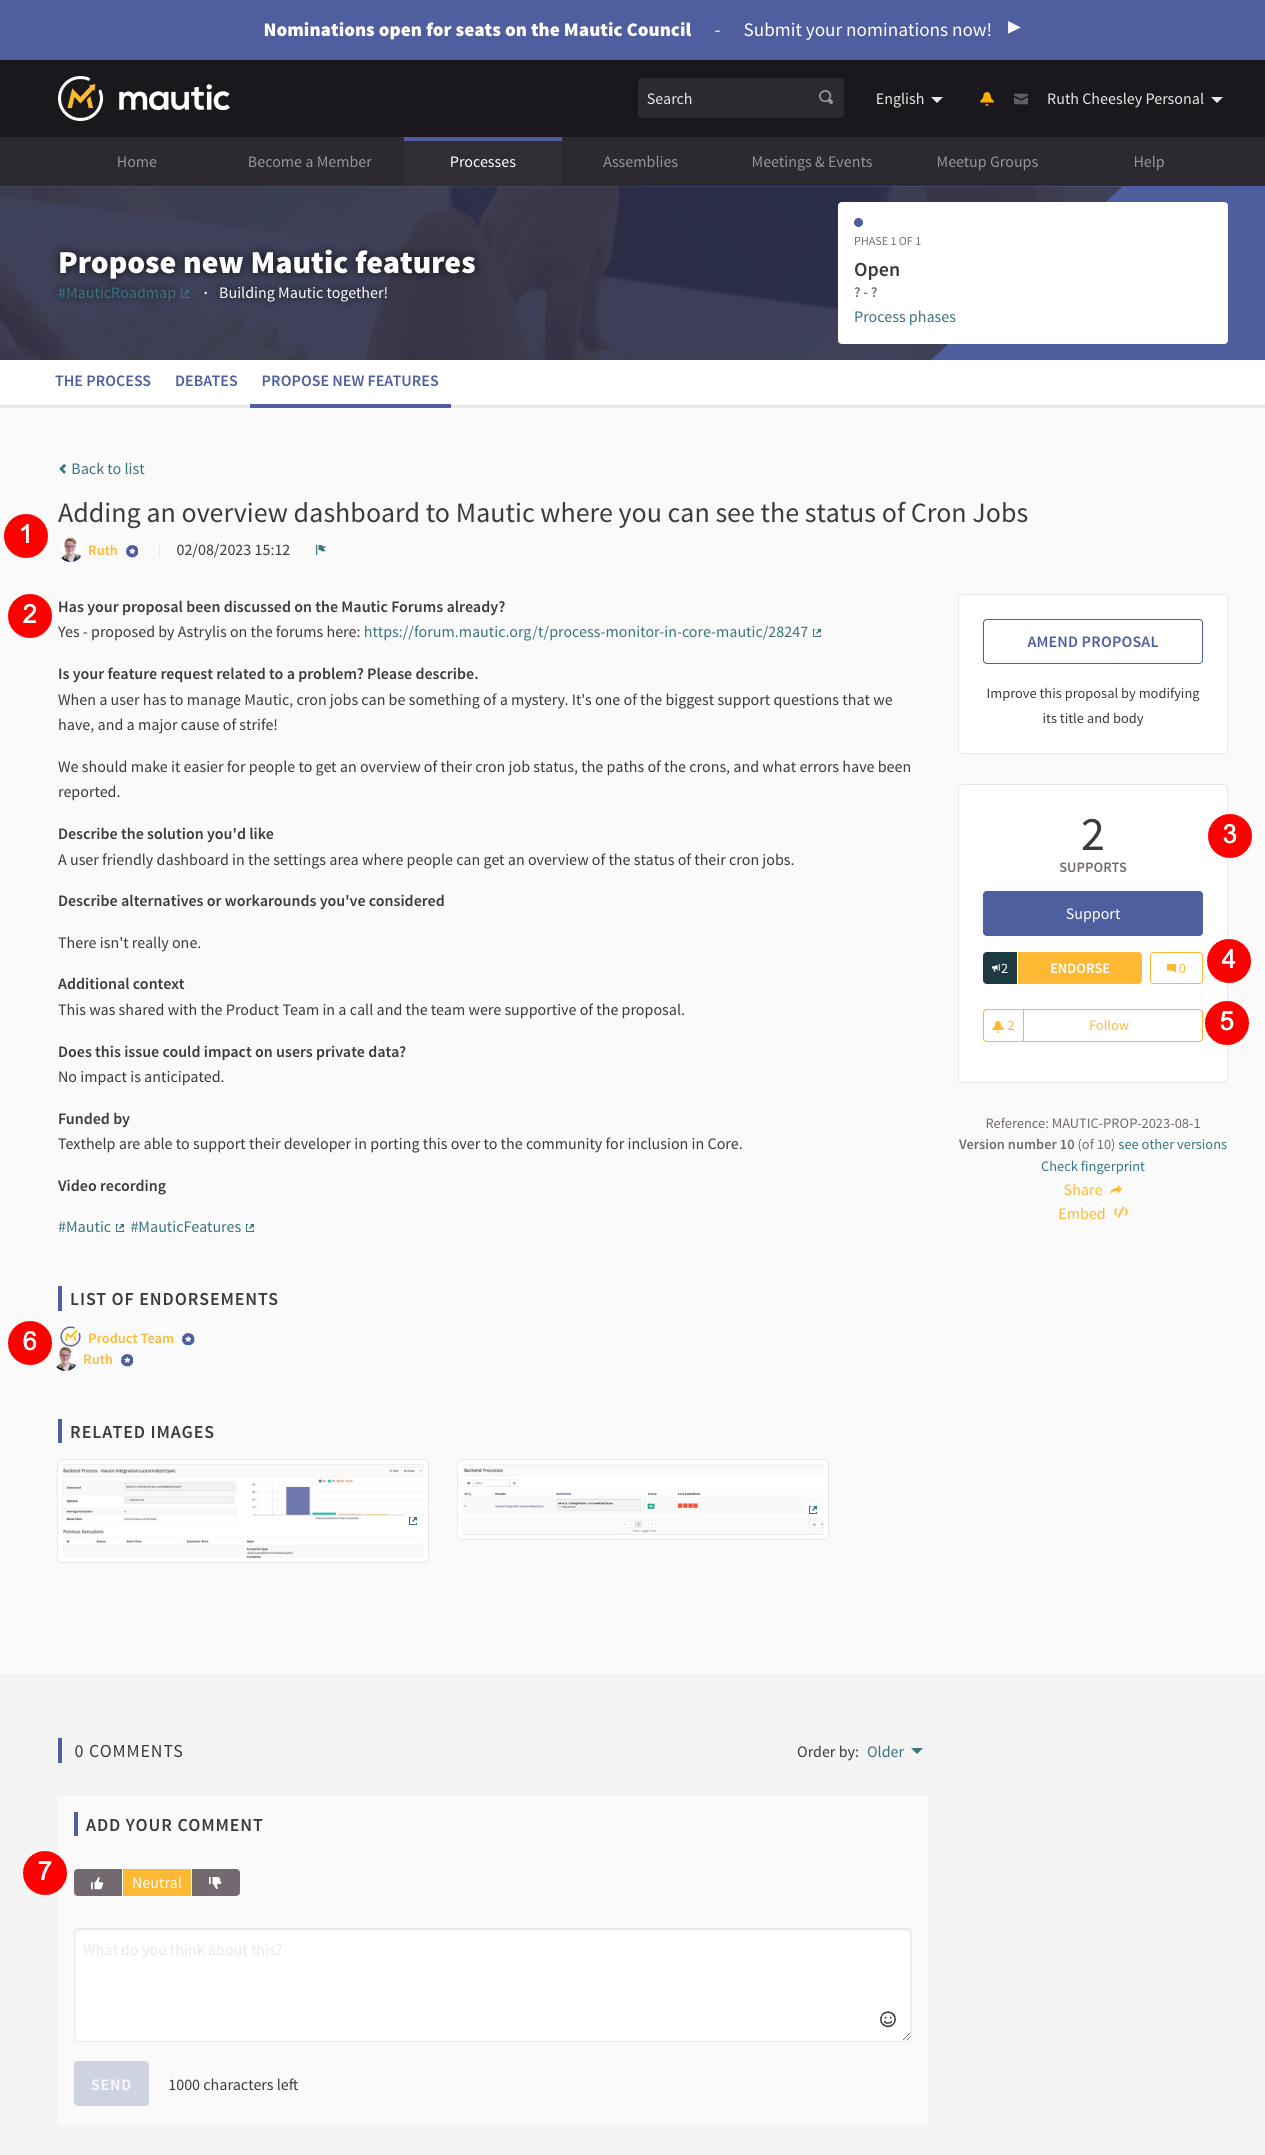 Nominations open for seats on the Mautic Council - Submit your nominations now!
mautic
Search
English
Ruth Cheesley Personal
Home
Become a Member
Processes
Assemblies
Meetings & Events
Meetup Groups
Help
Propose new Mautic features
#MauticRoadmap · Building Mautic together!
PHASE 1 OF 1
Open
? - ?
Process phases
THE PROCESS
DEBATES
PROPOSE NEW FEATURES
Back to list
Adding an overview dashboard to Mautic where you can see the status of Cron Jobs
1
Ruth
02/08/2023 15:12
2
Has your proposal been discussed on the Mautic Forums already?
Yes - proposed by Astrylis on the forums here: https://forum.mautic.org/t/process-monitor-in-core-mautic/28247
Is your feature request related to a problem? Please describe.
When a user has to manage Mautic, cron jobs can be something of a mystery. It's one of the biggest support questions that we
have, and a major cause of strife!
We should make it easier for people to get an overview of their cron job status, the paths of the crons, and what errors have been
reported.
Describe the solution you'd like
A user friendly dashboard in the settings area where people can get an overview of the status of their cron jobs.
Describe alternatives or workarounds you've considered
There isn't really one.
Additional context
This was shared with the Product Team in a call and the team were supportive of the proposal.
Does this issue could impact on users private data?
No impact is anticipated.
Funded by
Texthelp are able to support their developer in porting this over to the community for inclusion in Core.
Video recording
#Mautic #MauticFeatures
AMEND PROPOSAL
Improve this proposal by modifying
its title and body
2
SUPPORTS
3
Support
2
ENDORSE
0
4
2
Follow
5
Reference: MAUTIC-PROP-2023-08-1
Version number 10 (of 10) see other versions
Check fingerprint
Share
Embed
LIST OF ENDORSEMENTS
6
Product Team
Ruth
RELATED IMAGES
Backend Process - mautic:integration:customobjectsync
Previous Executions
Backend Processes
0 COMMENTS
Order by: Older
ADD YOUR COMMENT
7
Neutral
What do you think about this?
SEND
1000 characters left